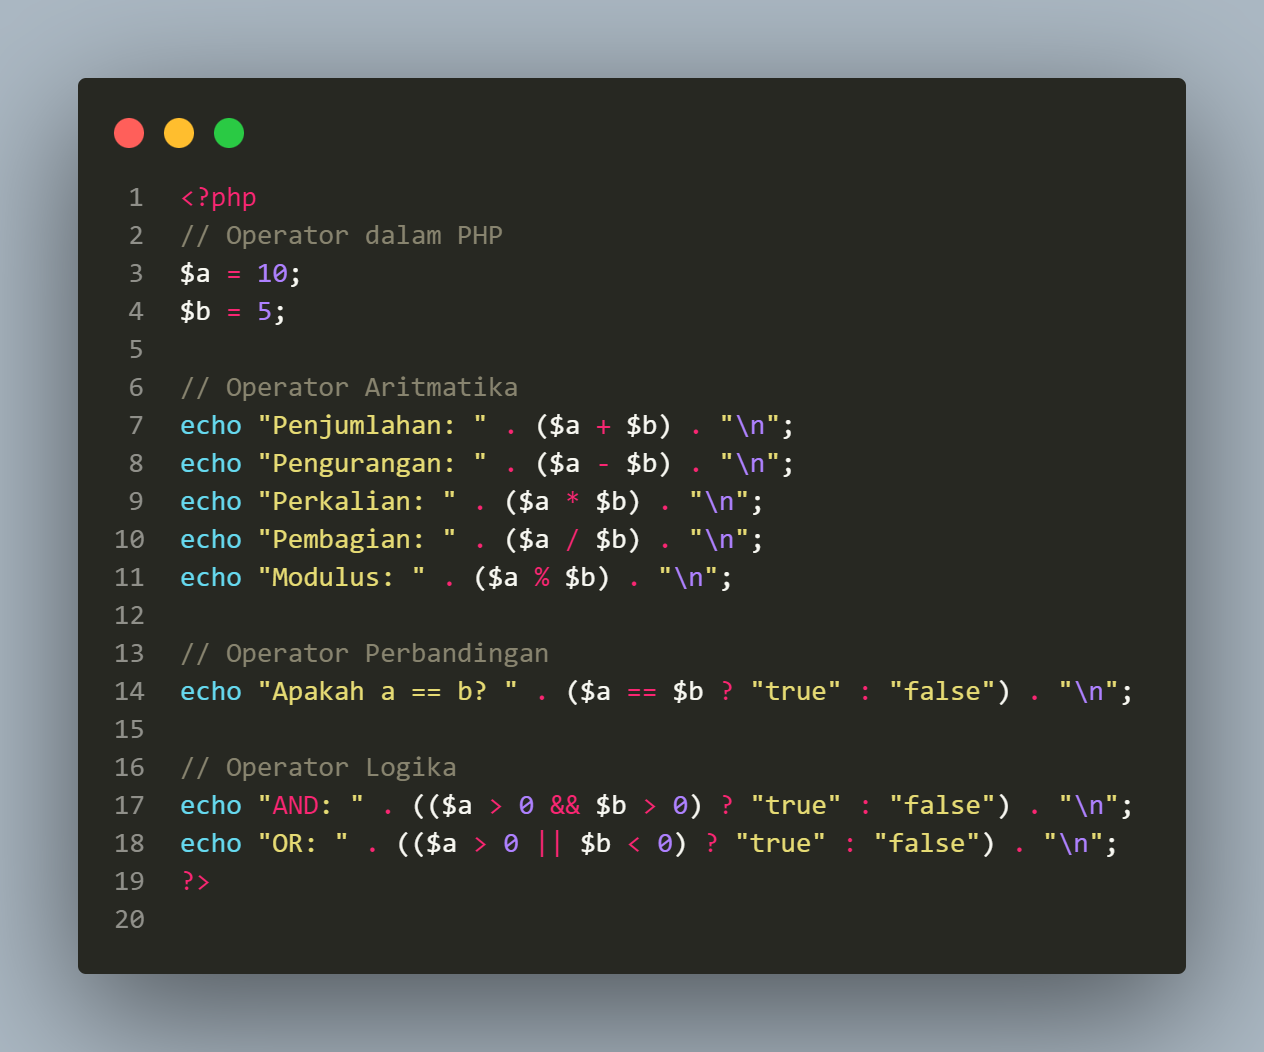 1 <?php
2 // Operator dalam PHP
3 $a = 10;
4 $b = 5;
5
6 // Operator Aritmatika
7 echo "Penjumlahan: " . ($a + $b) . "\n";
8 echo "Pengurangan: " . ($a - $b) . "\n";
9 echo "Perkalian: " . ($a * $b) . "\n";
10 echo "Pembagian: " . ($a / $b) . "\n";
11 echo "Modulus: " . ($a % $b) . "\n";
12
13 // Operator Perbandingan
14 echo "Apakah a == b? " . ($a == $b ? "true" : "false") . "\n";
15
16 // Operator Logika
17 echo "AND: " . (($a > 0 && $b > 0) ? "true" : "false") . "\n";
18 echo "OR: " . (($a > 0 || $b < 0) ? "true" : "false") . "\n";
19 ?>
20